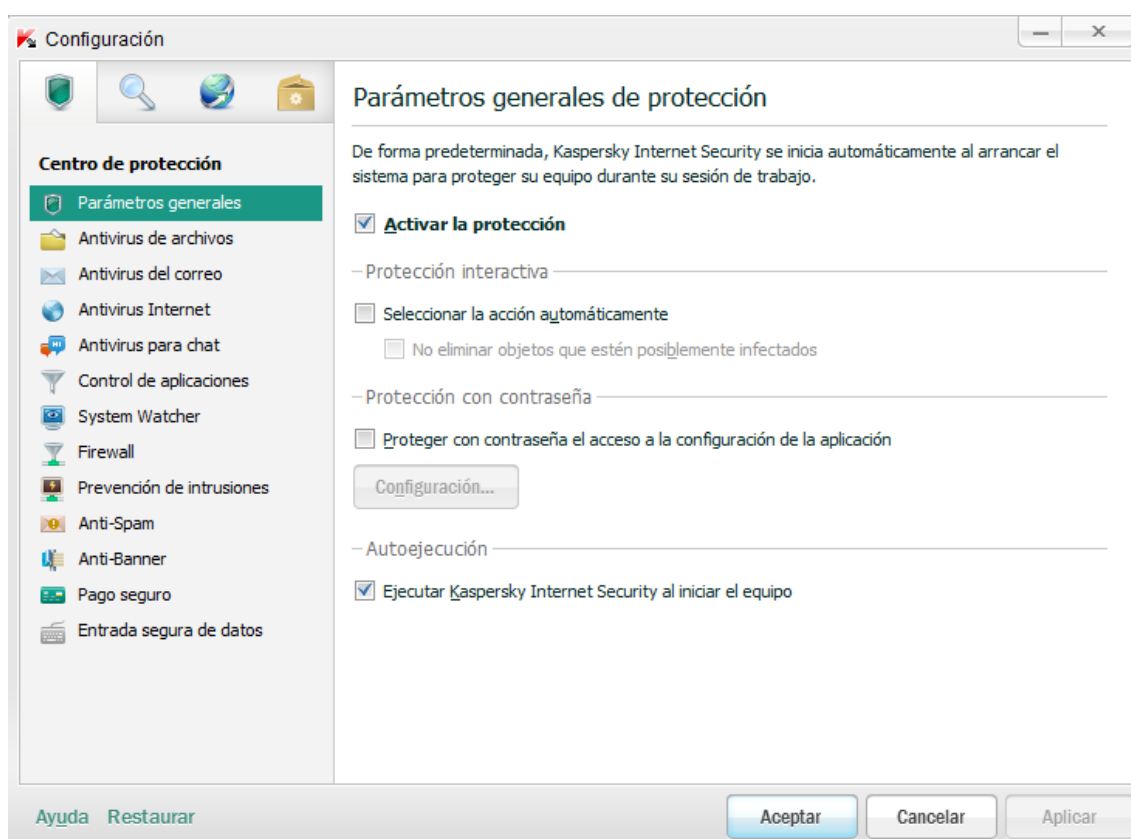 Configuración
Parámetros generales de protección
De forma predeterminada, Kaspersky Internet Security se inicia automáticamente al arrancar el
sistema para proteger su equipo durante su sesión de trabajo.
Centro de protección
Parámetros generales
Antivirus de archivos
Antivirus del correo
Antivirus Internet
Antivirus para chat
Control de aplicaciones
System Watcher
Firewall
Prevención de intrusiones
Anti-Spam
Anti-Banner
Pago seguro
Entrada segura de datos
Activar la protección
Protección interactiva
Seleccionar la acción automáticamente
No eliminar objetos que estén posiblemente infectados
Protección con contraseña
Proteger con contraseña el acceso a la configuración de la aplicación
Configuración...
Autoejecución
Ejecutar Kaspersky Internet Security al iniciar el equipo
Ayuda Restaurar
Aceptar Cancelar Aplicar